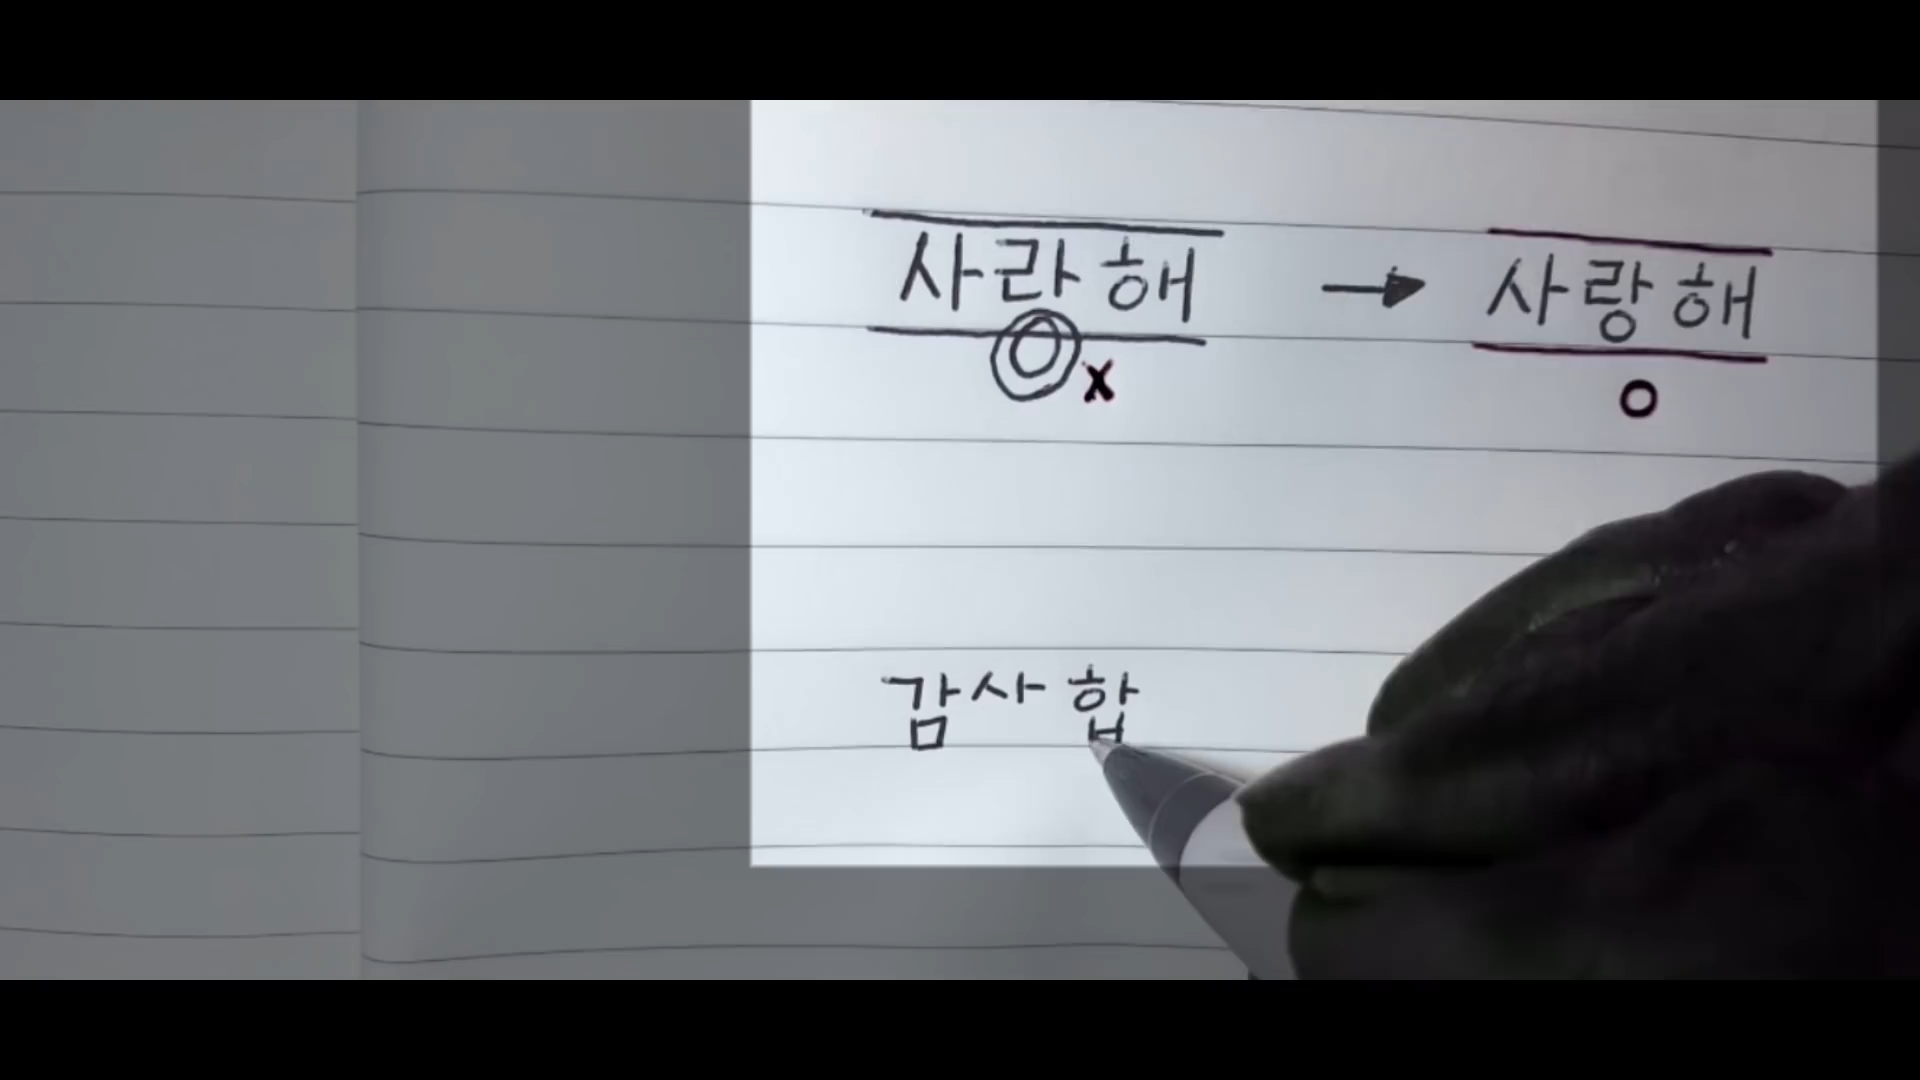 사랑해 → 사랑해
x o
감사합